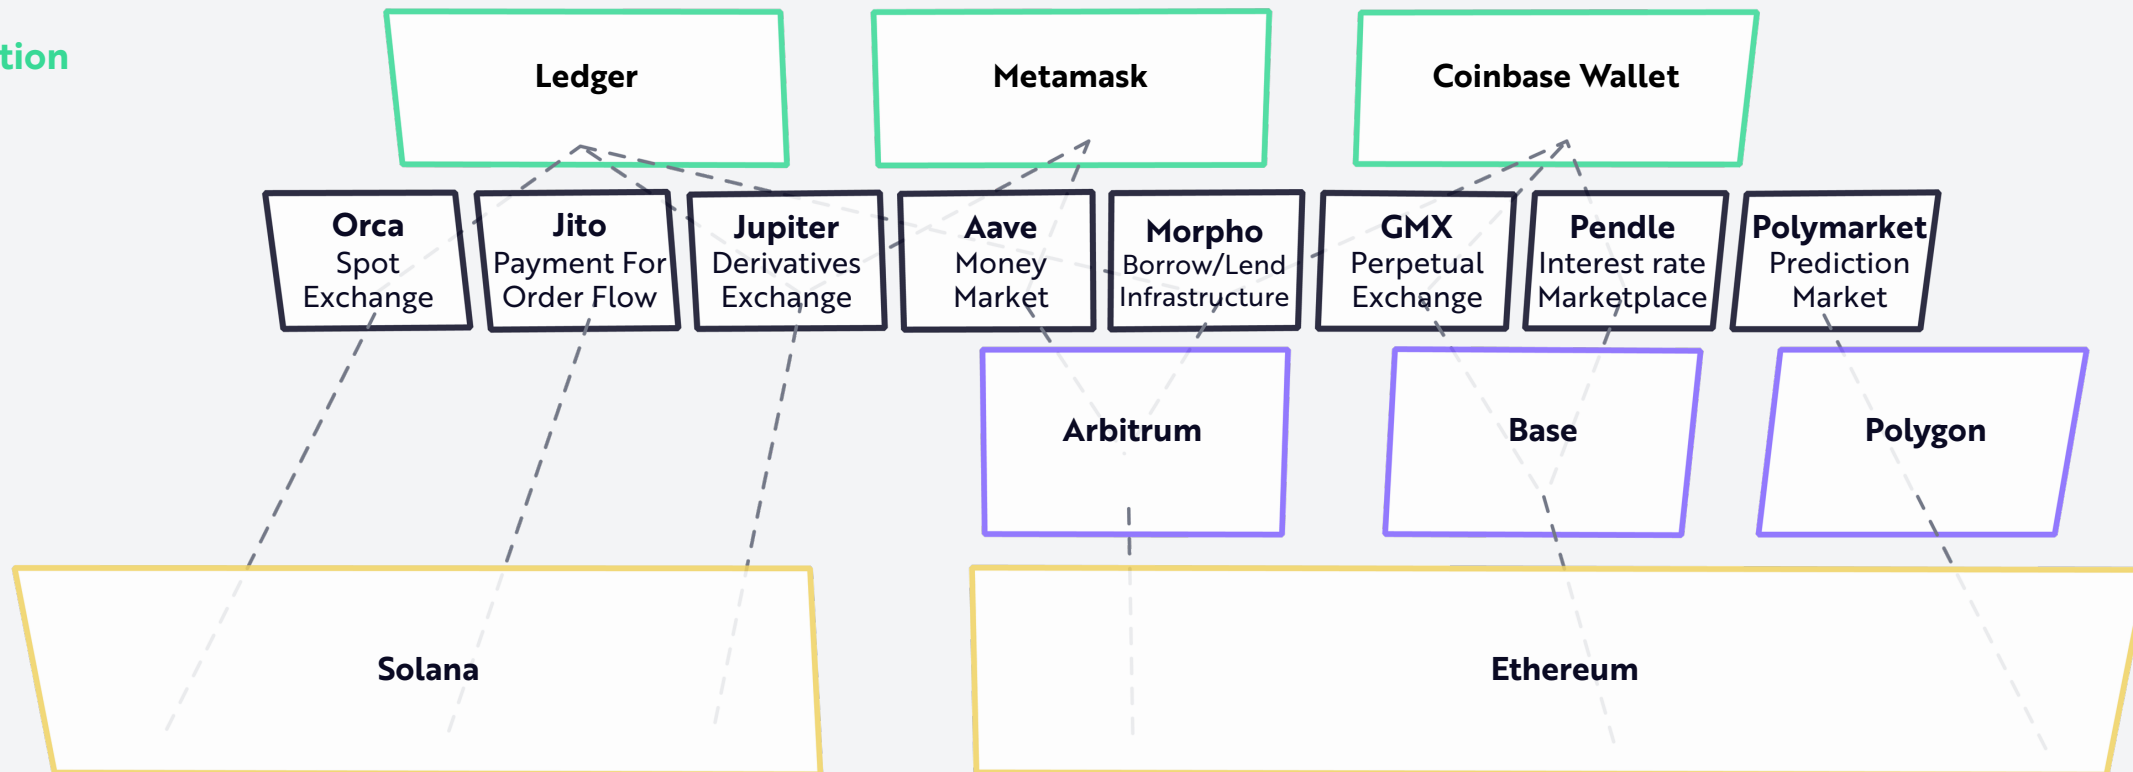 tion
Ledger
Metamask
Coinbase Wallet
Orca
Spot
Exchange
Jito
Payment For
Order Flow
Jupiter
Derivatives
Exchange
Aave
Money
Market
Morpho
Borrow/Lend
Infrastructure
GMX
Perpetual
Exchange
Pendle
Interest rate
Marketplace
Polymarket
Prediction
Market
Arbitrum
Base
Polygon
Solana
Ethereum